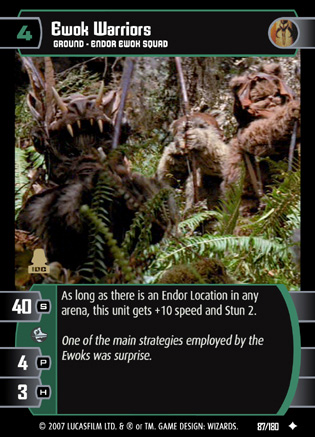 4
Ewok Warriors
GROUND - ENDOR EWOK SQUAD
100
40 S
As long as there is an Endor Location in any
arena, this unit gets +10 speed and Stun 2.
One of the main strategies employed by the
Ewoks was surprise.
4 P
3 H
© 2007 LUCASFILM LTD. & ® or TM. GAME DESIGN: WIZARDS. 87/180